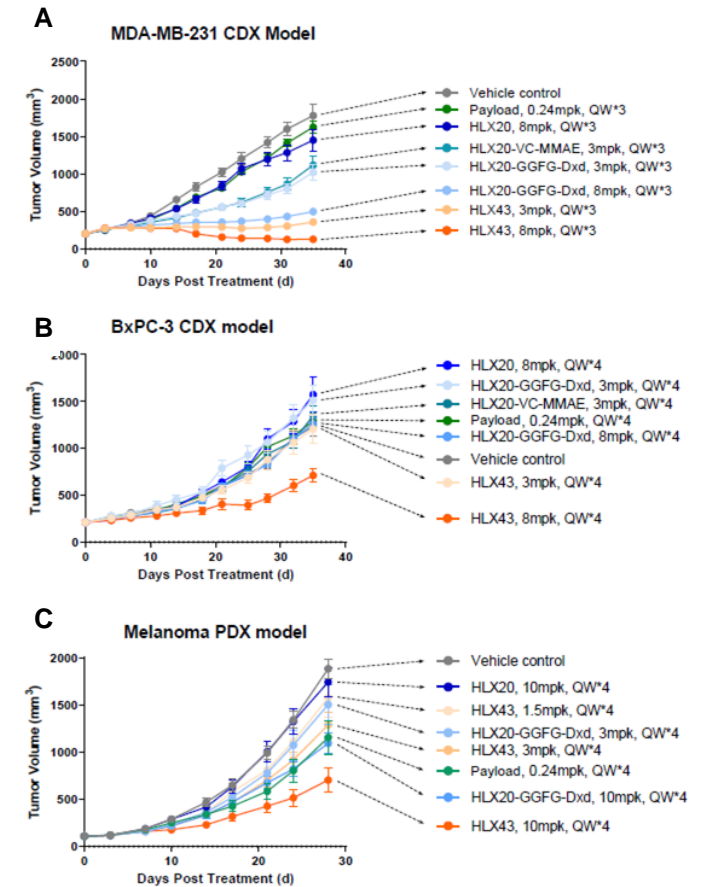 A
MDA-MB-231 CDX Model
Tumor Volume (mm³)
2500
2000
1500
1000
500
0
0 10 20 30 40
Days Post Treatment (d)
Vehicle control
Payload, 0.24mpk, QW*3
HLX20, 8mpk, QW*3
HLX20-VC-MMAE, 3mpk, QW*3
HLX20-GGFG-Dxd, 3mpk, QW*3
HLX20-GGFG-Dxd, 8mpk, QW*3
HLX43, 3mpk, QW*3
HLX43, 8mpk, QW*3
B
BxPC-3 CDX model
Tumor Volume (mm³)
2000
1500
1000
500
0
0 10 20 30 40
Days Post Treatment (d)
HLX20, 8mpk, QW*4
HLX20-GGFG-Dxd, 3mpk, QW*4
HLX20-VC-MMAE, 3mpk, QW*4
Payload, 0.24mpk, QW*4
HLX20-GGFG-Dxd, 8mpk, QW*4
Vehicle control
HLX43, 3mpk, QW*4
HLX43, 8mpk, QW*4
C
Melanoma PDX model
Tumor Volume (mm³)
2000
1500
1000
500
0
0 10 20 30
Days Post Treatment (d)
Vehicle control
HLX20, 10mpk, QW*4
HLX43, 1.5mpk, QW*4
HLX20-GGFG-Dxd, 3mpk, QW*4
HLX43, 3mpk, QW*4
Payload, 0.24mpk, QW*4
HLX20-GGFG-Dxd, 10mpk, QW*4
HLX43, 10mpk, QW*4